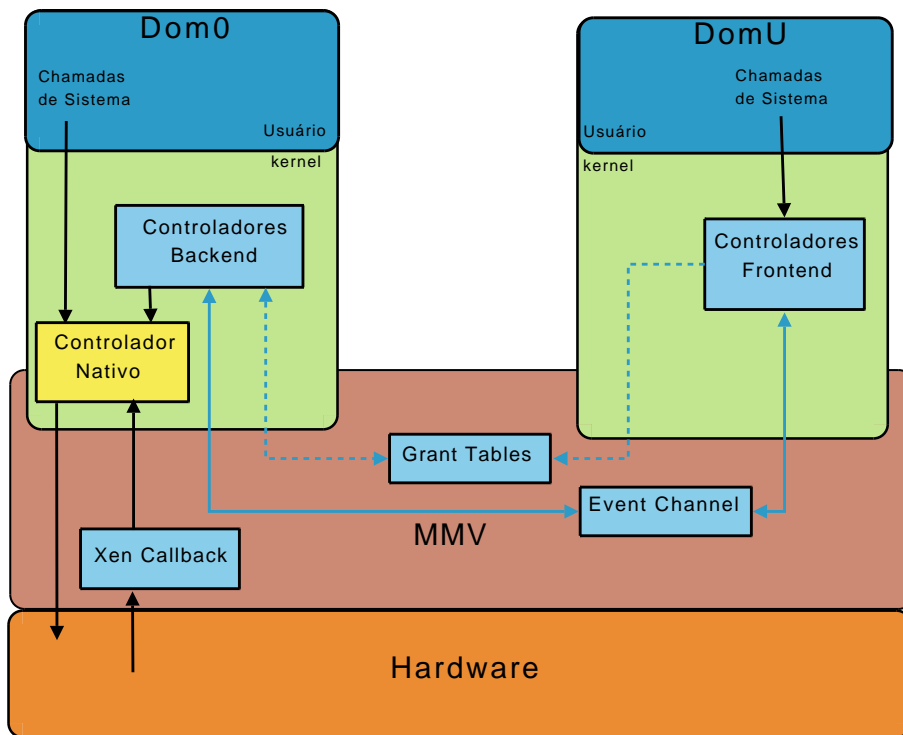 Dom0
DomU
Chamadas
de Sistema
Chamadas
de Sistema
Usuário
kernel
Usuário
kernel
Controladores
Backend
Controladores
Frontend
Controlador
Nativo
Grant Tables
Event Channel
MMV
Xen Callback
Hardware